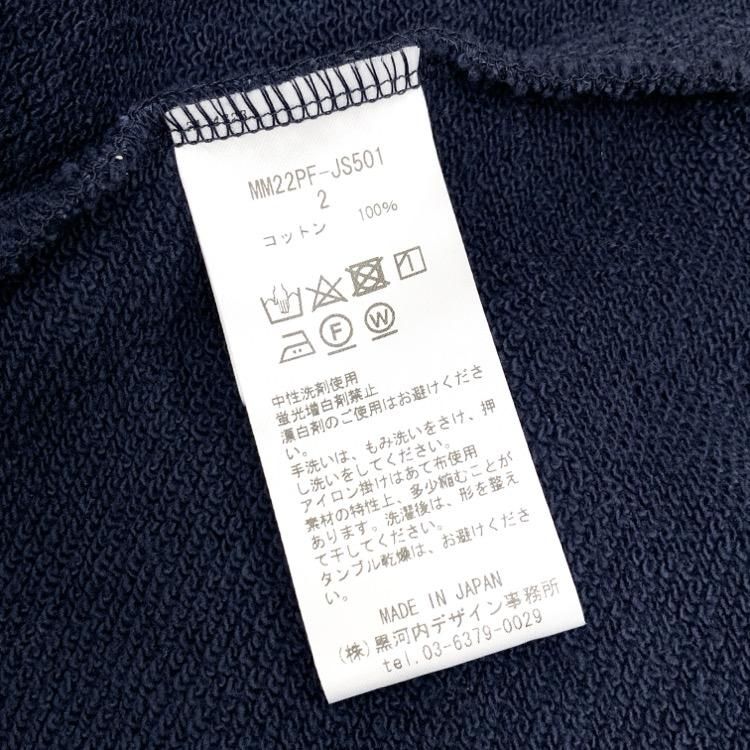 MM22PF-JS501
2
コットン 100%
F W
中性洗剤使用
蛍光増白剤禁止
漂白剤のご使用はお避けくださ
い。
手洗いは、もみ洗いをさけ、押
し洗いをしてください。
アイロン掛けはあて布使用
素材の特性上、多少縮むことが
あります。洗濯後は、形を整え
て干してください。
タンブル乾燥は、お避けくださ
い。
MADE IN JAPAN
(株)黒河内デザイン事務所
tel.03-6379-0029